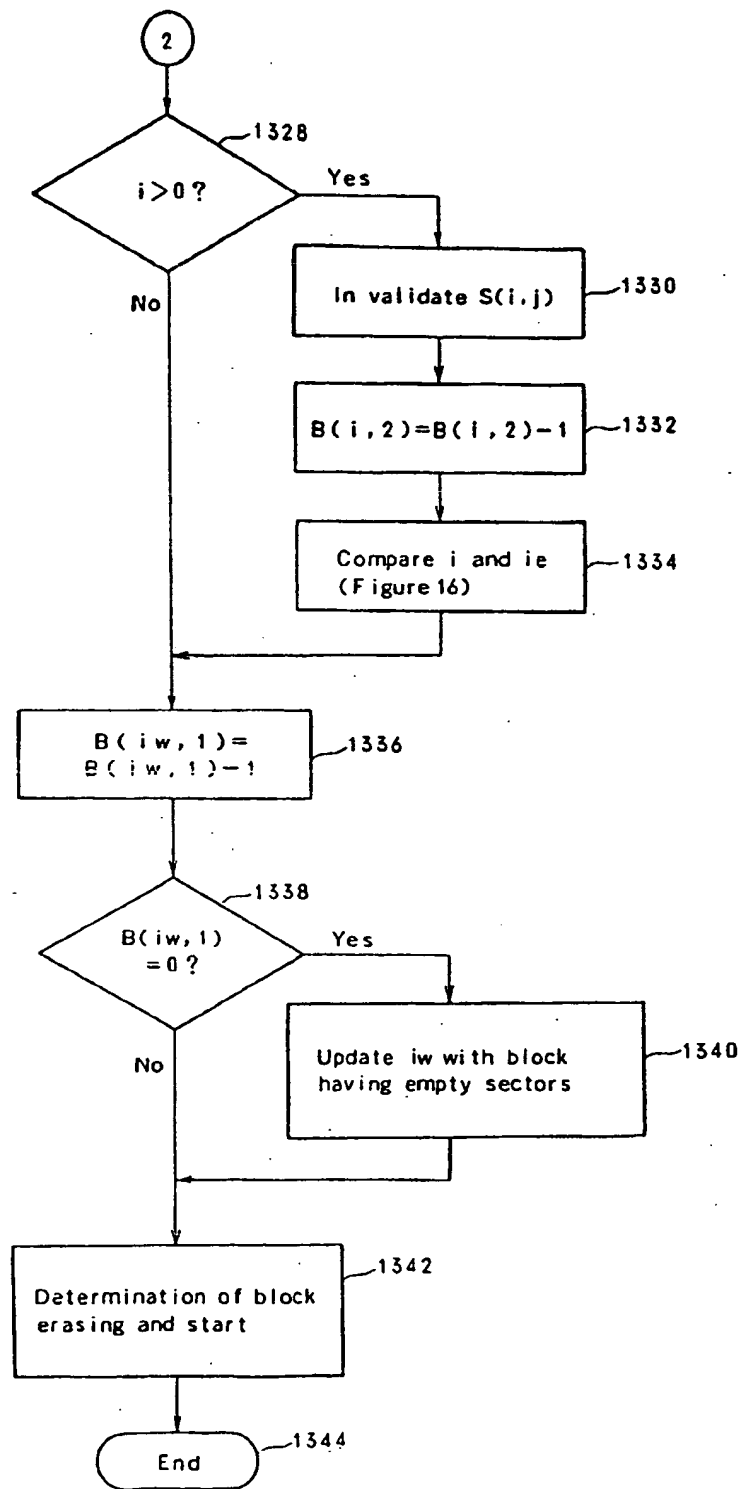 2
1328
i>0?
Yes
No
In validate S(i,j)
1330
B(i,2)=B(i,2)-1
1332
Compare i and ie
(Figure 16)
1334
B(iw,1)=
B(iw,1)-1
1336
1338
B(iw,1)
=0?
Yes
No
Update iw with block
having empty sectors
1340
1342
Determination of block
erasing and start
End
1344